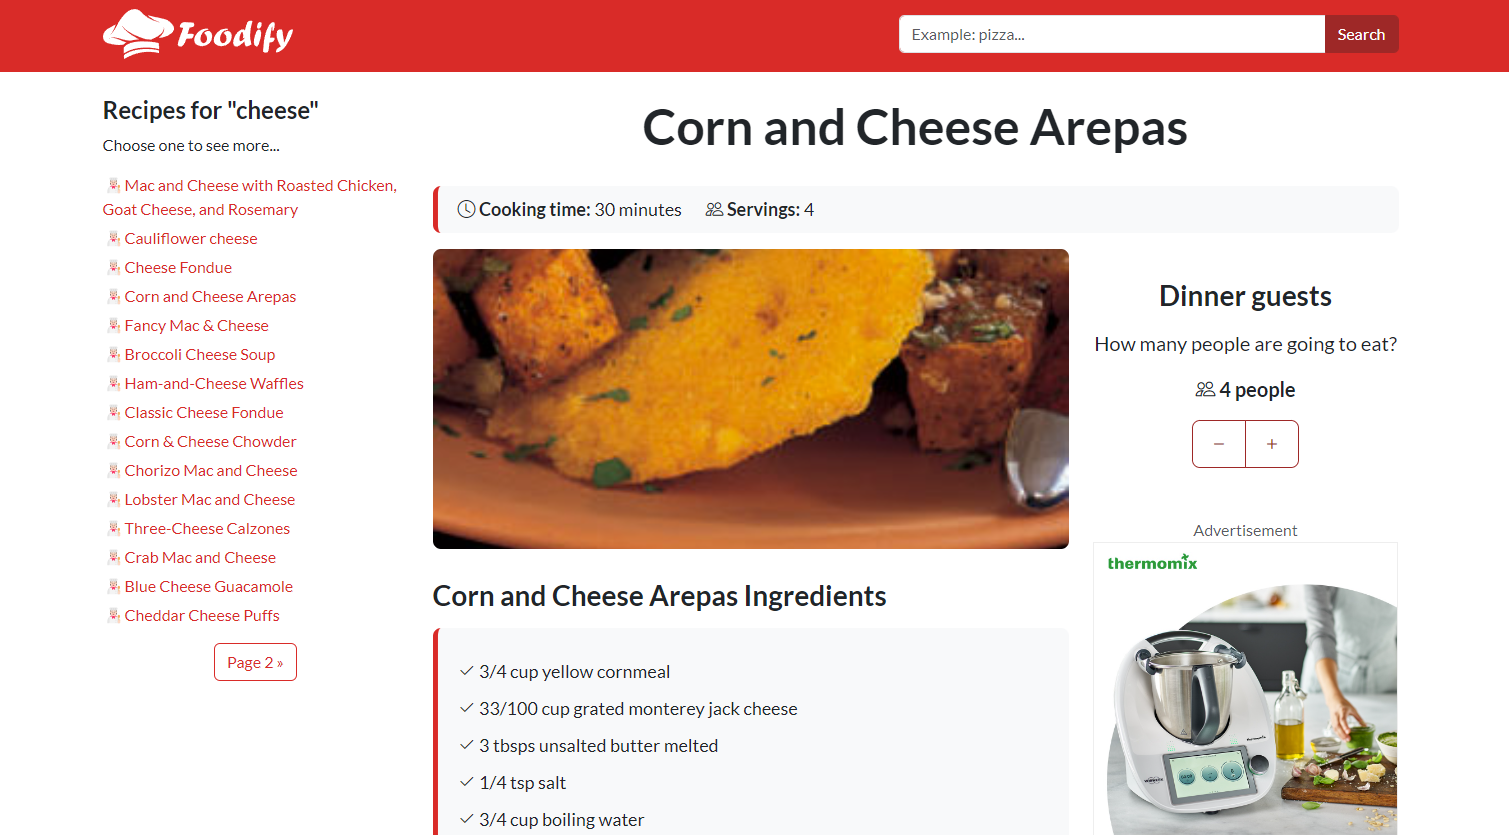 Foodify
Example: pizza...
Search
Recipes for "cheese"
Choose one to see more...
Mac and Cheese with Roasted Chicken,
Goat Cheese, and Rosemary
Cauliflower cheese
Cheese Fondue
Corn and Cheese Arepas
Fancy Mac & Cheese
Broccoli Cheese Soup
Ham-and-Cheese Waffles
Classic Cheese Fondue
Corn & Cheese Chowder
Chorizo Mac and Cheese
Lobster Mac and Cheese
Three-Cheese Calzones
Crab Mac and Cheese
Blue Cheese Guacamole
Cheddar Cheese Puffs
Page 2 »
Corn and Cheese Arepas
Cooking time: 30 minutes Servings: 4
Corn and Cheese Arepas Ingredients
3/4 cup yellow cornmeal
33/100 cup grated monterey jack cheese
3 tbsps unsalted butter melted
1/4 tsp salt
3/4 cup boiling water
Dinner guests
How many people are going to eat?
4 people
− +
Advertisement
thermomix